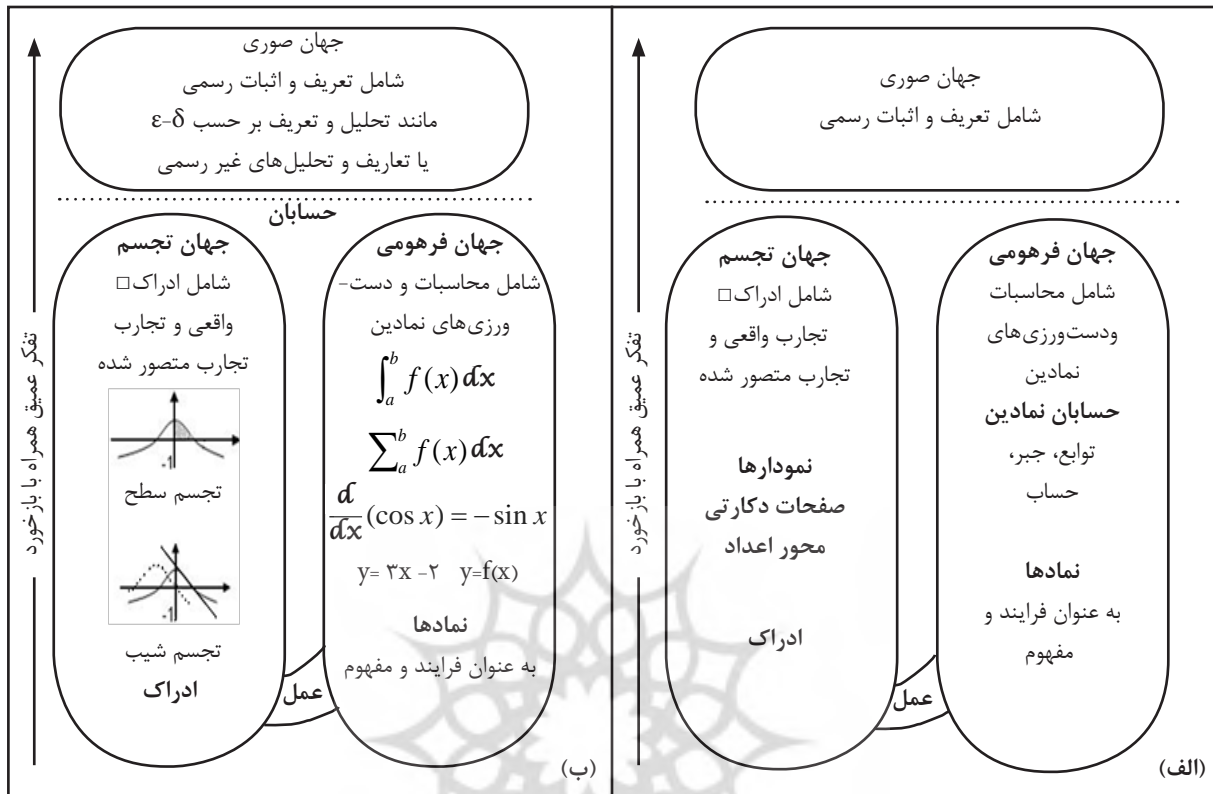 جهان صوری
شامل تعریف و اثبات رسمی
جهان فرهومی
شامل محاسبات
ودست‌ورزی‌های
نمادین
حسابان نمادین
توابع، جبر،
حساب
نمادها
به عنوان فرایند و
مفهوم
جهان تجسم
شامل ادراک□
تجارب واقعی و
تجارب متصور شده
نمودارها
صفحات دکارتی
محور اعداد
ادراک
عمل
تفکر عمیق همراه با بازخورد
(الف)
جهان صوری
شامل تعریف و اثبات رسمی
مانند تحلیل و تعریف بر حسب ε-δ
یا تعاریف و تحلیل‌های غیر رسمی
حسابان
جهان فرهومی
شامل محاسبات و دست-
ورزی‌های نمادین
∫_a^b f(x)dx
∑_a^b f(x)dx
d/dx (cos x) = −sin x
y= ۳x -۲   y=f(x)
نمادها
به عنوان فرایند و مفهوم
جهان تجسم
شامل ادراک□
واقعی و تجارب
تجارب متصور شده
-1
تجسم سطح
-1
تجسم شیب
ادراک
عمل
تفکر عمیق همراه با بازخورد
(ب)